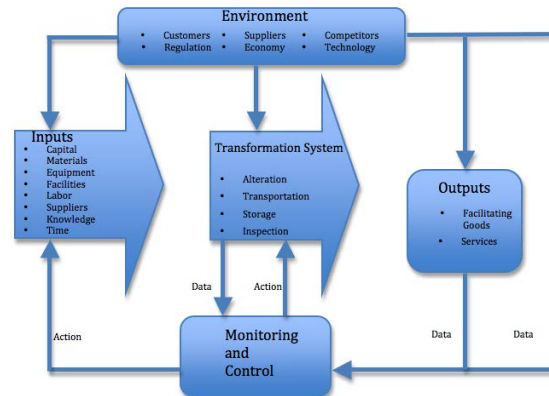 Environment
• Customers • Suppliers • Competitors
• Regulation • Economy • Technology
Inputs
• Capital
• Materials
• Equipment
• Facilities
• Labor
• Suppliers
• Knowledge
• Time
Transformation System
• Alteration
• Transportation
• Storage
• Inspection
Outputs
• Facilitating
Goods
• Services
Data
Action
Action
Monitoring
and
Control
Data
Data